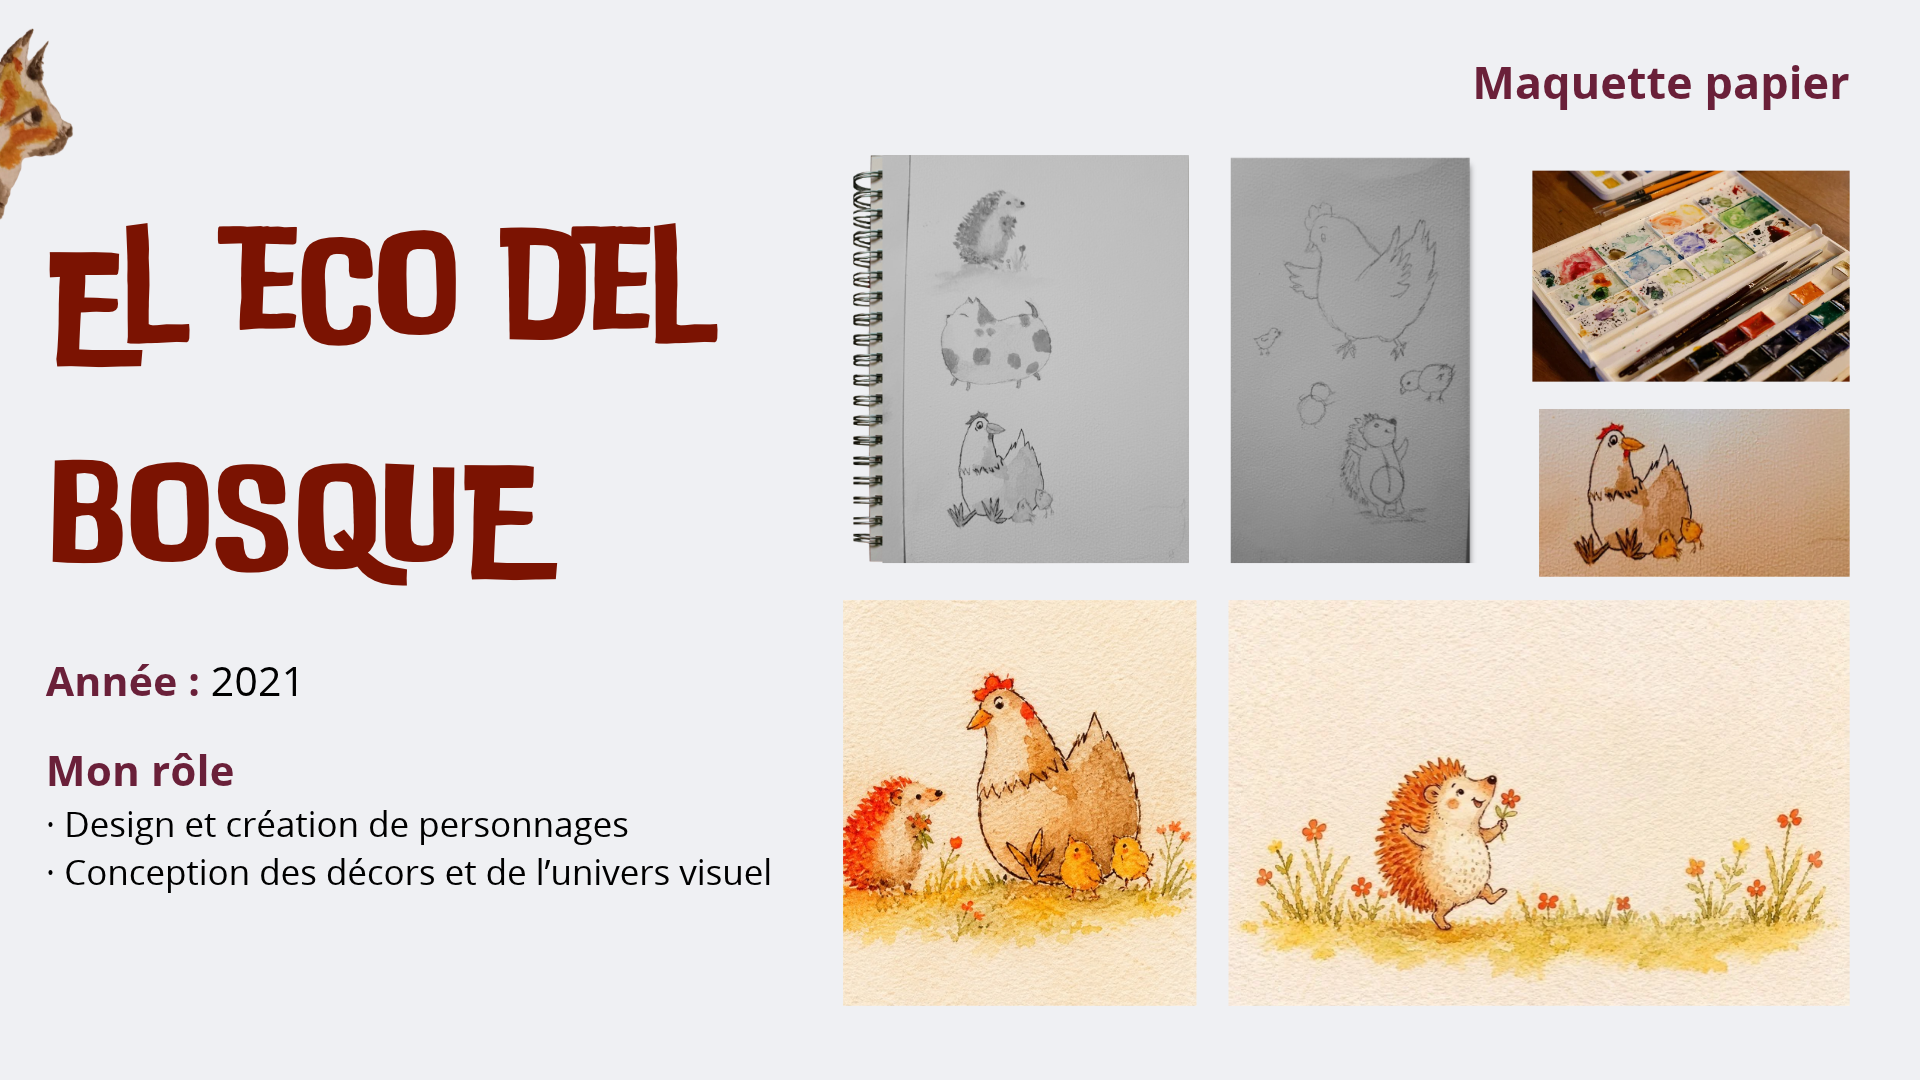 Maquette papier
EL ECO DEL
BOSQUE
Année : 2021
Mon rôle
· Design et création de personnages
· Conception des décors et de l’univers visuel